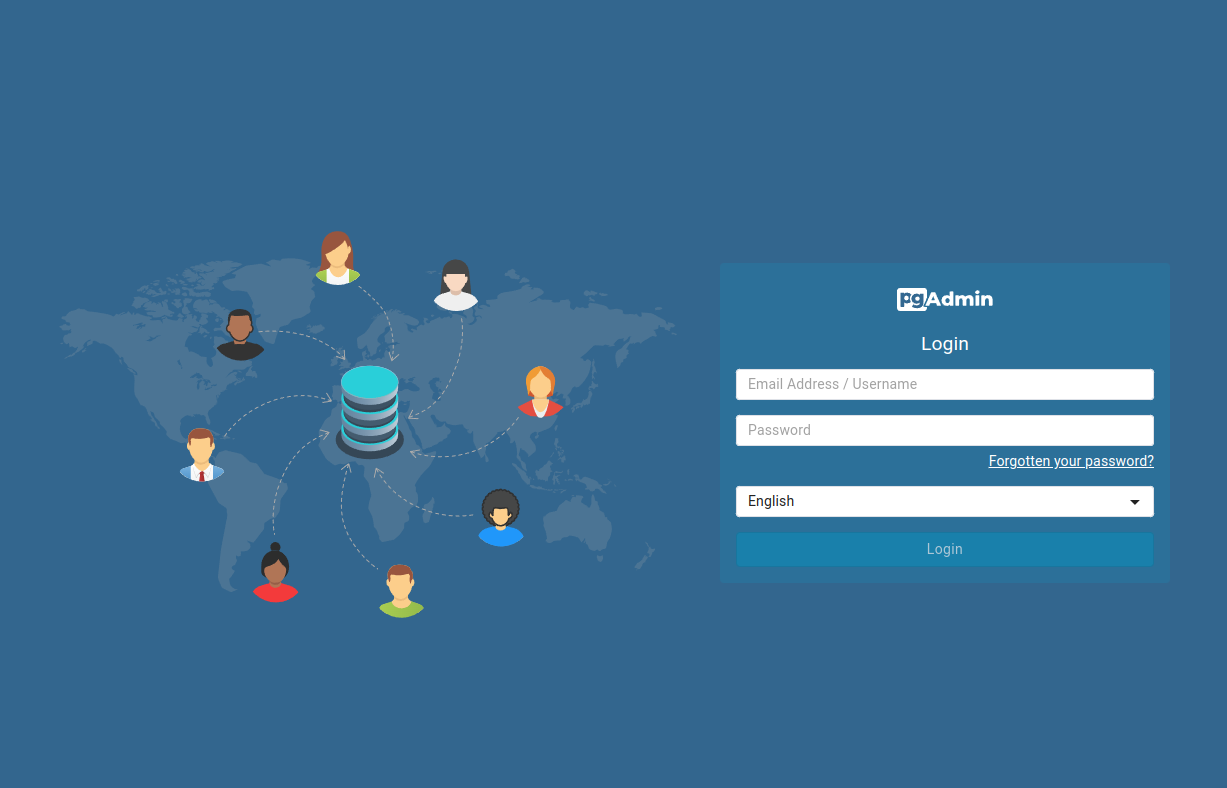 pgAdmin
Login
Email Address / Username
Password
Forgotten your password?
English
Login